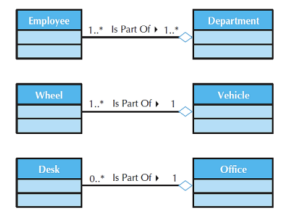 Employee 1..* Is Part Of ▸ 1..* Department
Wheel 1..* Is Part Of ▸ 1 Vehicle
Desk 0..* Is Part Of ▸ 1 Office